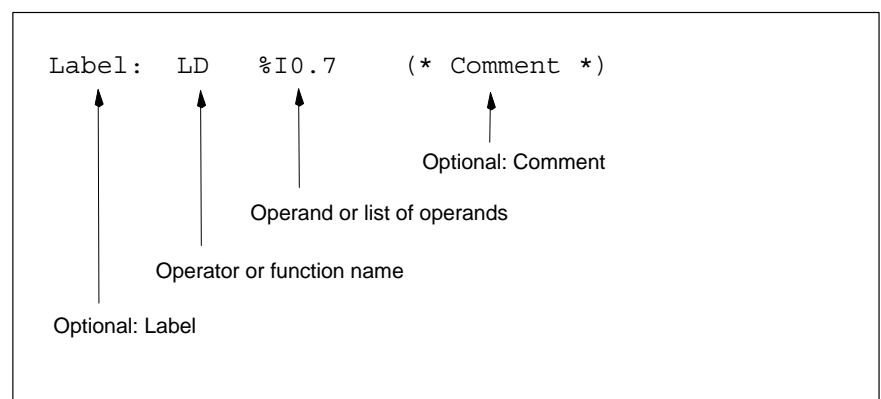 Label: LD %I0.7 (* Comment *)
Optional: Comment
Operand or list of operands
Operator or function name
Optional: Label